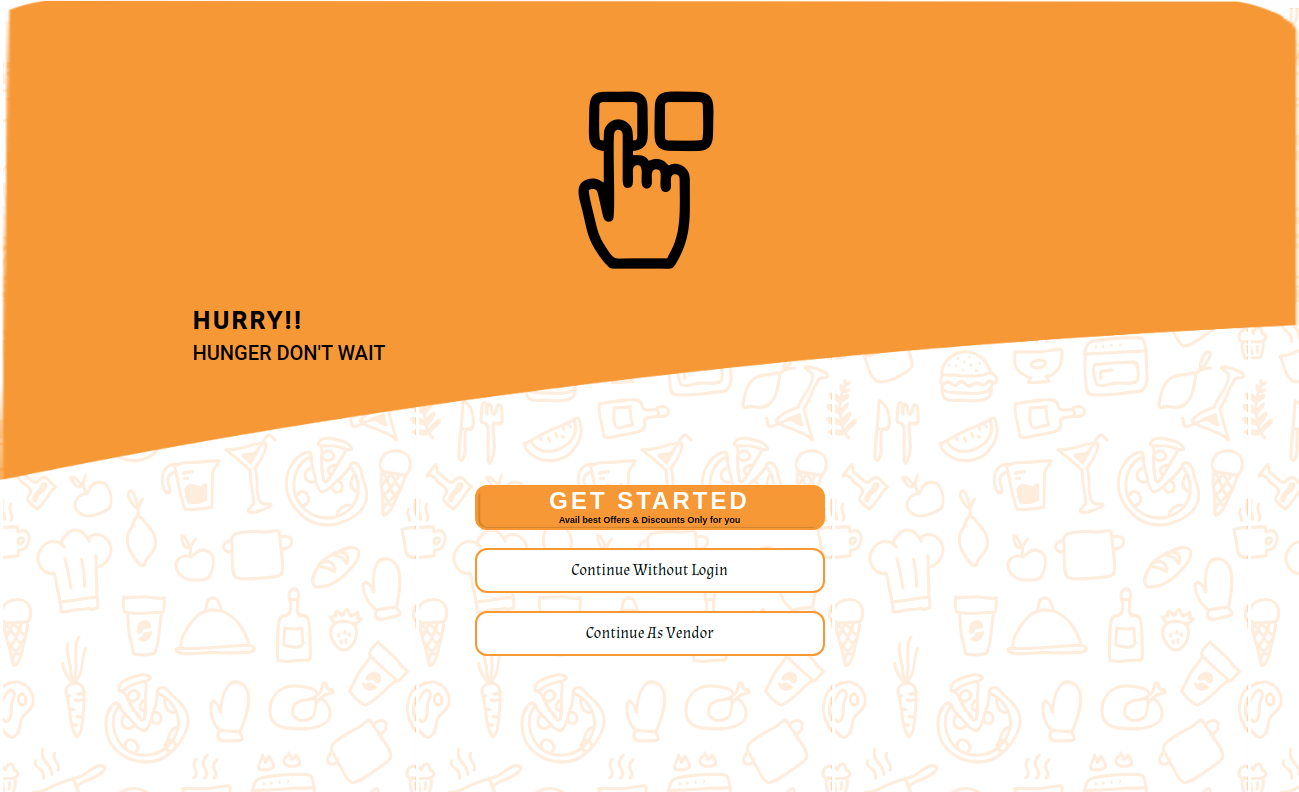 HURRY!!
HUNGER DON'T WAIT
GET STARTED
Avail best Offers & Discounts Only for you
Continue Without Login
Continue As Vendor